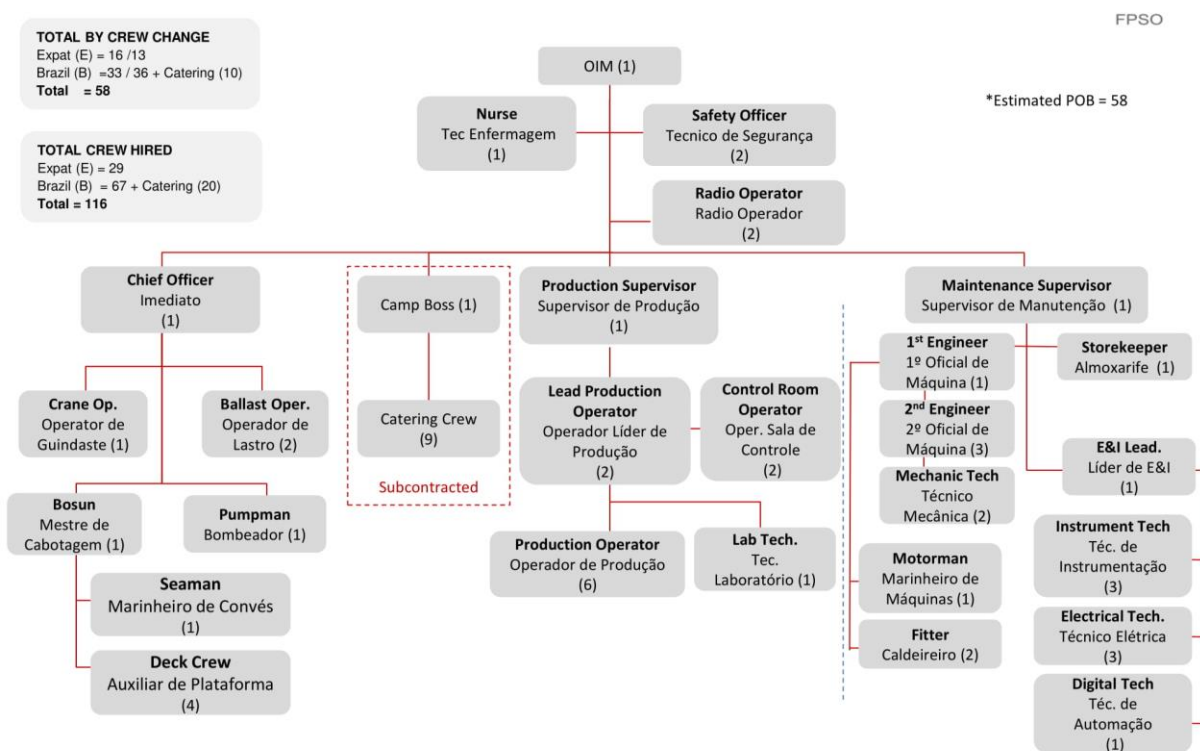 FPSO
TOTAL BY CREW CHANGE
Expat (E) = 16 /13
Brazil (B) =33 / 36 + Catering (10)
Total = 58
TOTAL CREW HIRED
Expat (E) = 29
Brazil (B) = 67 + Catering (20)
Total = 116
OIM (1)
*Estimated POB = 58
Nurse
Tec Enfermagem
(1)
Safety Officer
Tecnico de Segurança
(2)
Radio Operator
Radio Operador
(2)
Chief Officer
Imediato
(1)
Crane Op.
Operator de
Guindaste (1)
Ballast Oper.
Operador de
Lastro (2)
Bosun
Mestre de
Cabotagem (1)
Pumpman
Bombeador (1)
Seaman
Marinheiro de Convés
(1)
Deck Crew
Auxiliar de Plataforma
(4)
Camp Boss (1)
Catering Crew
(9)
Subcontracted
Production Supervisor
Supervisor de Produção
(1)
Lead Production
Operator
Operador Líder de
Produção
(2)
Control Room
Operator
Oper. Sala de
Controle
(2)
Production Operator
Operador de Produção
(6)
Lab Tech.
Tec.
Laboratório (1)
Maintenance Supervisor
Supervisor de Manutenção (1)
1st Engineer
1º Oficial de
Máquina (1)
Storekeeper
Almoxarife (1)
2nd Engineer
2º Oficial de
Máquina (3)
Mechanic Tech
Técnico
Mecânica (2)
Motorman
Marinheiro de
Máquinas (1)
Fitter
Caldeireiro (2)
E&I Lead.
Líder de E&I
(1)
Instrument Tech
Téc. de
Instrumentação
(3)
Electrical Tech.
Técnico Elétrica
(3)
Digital Tech
Téc. de
Automação
(1)